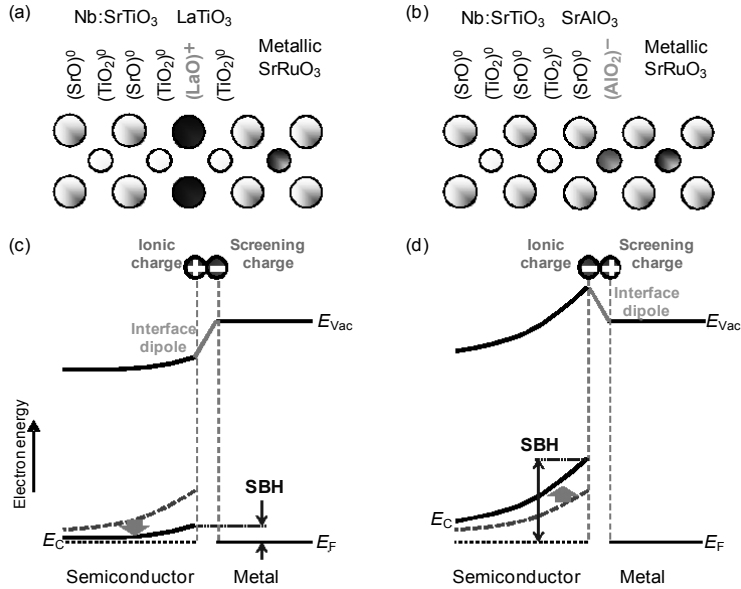 (a)
Nb:SrTiO3 LaTiO3
(SrO)0
(TiO2)0
(SrO)0
(TiO2)0
(LaO)+
(TiO2)0
Metallic
SrRuO3
(b)
Nb:SrTiO3 SrAlO3
(SrO)0
(TiO2)0
(SrO)0
(TiO2)0
(SrO)0
(AlO2)−
Metallic
SrRuO3
(c)
Ionic
charge
Screening
charge
Interface
dipole
EVac
Electron energy
SBH
EC
EF
Semiconductor Metal
(d)
Ionic
charge
Screening
charge
Interface
dipole
EVac
SBH
EC
EF
Semiconductor Metal